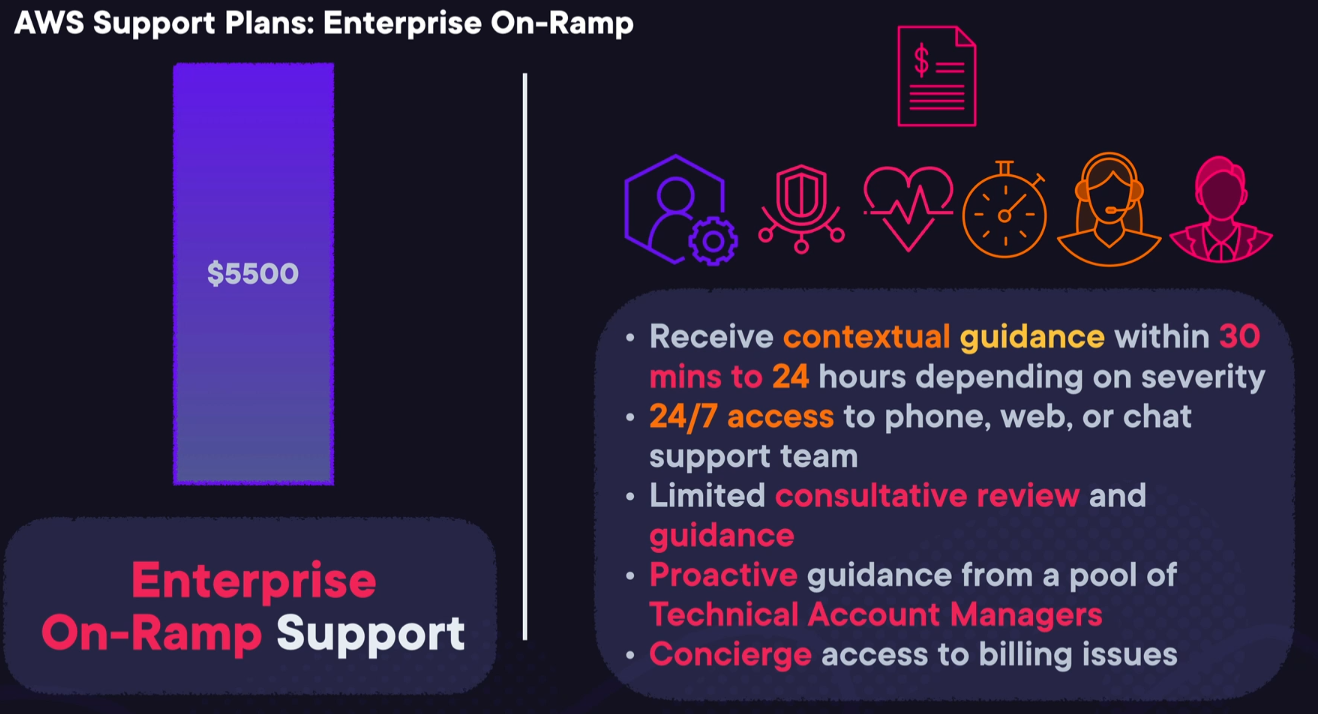 AWS Support Plans: Enterprise On-Ramp
$
$5500
Enterprise
On-Ramp Support
• Receive contextual guidance within 30
mins to 24 hours depending on severity
• 24/7 access to phone, web, or chat
support team
• Limited consultative review and
guidance
• Proactive guidance from a pool of
Technical Account Managers
• Concierge access to billing issues